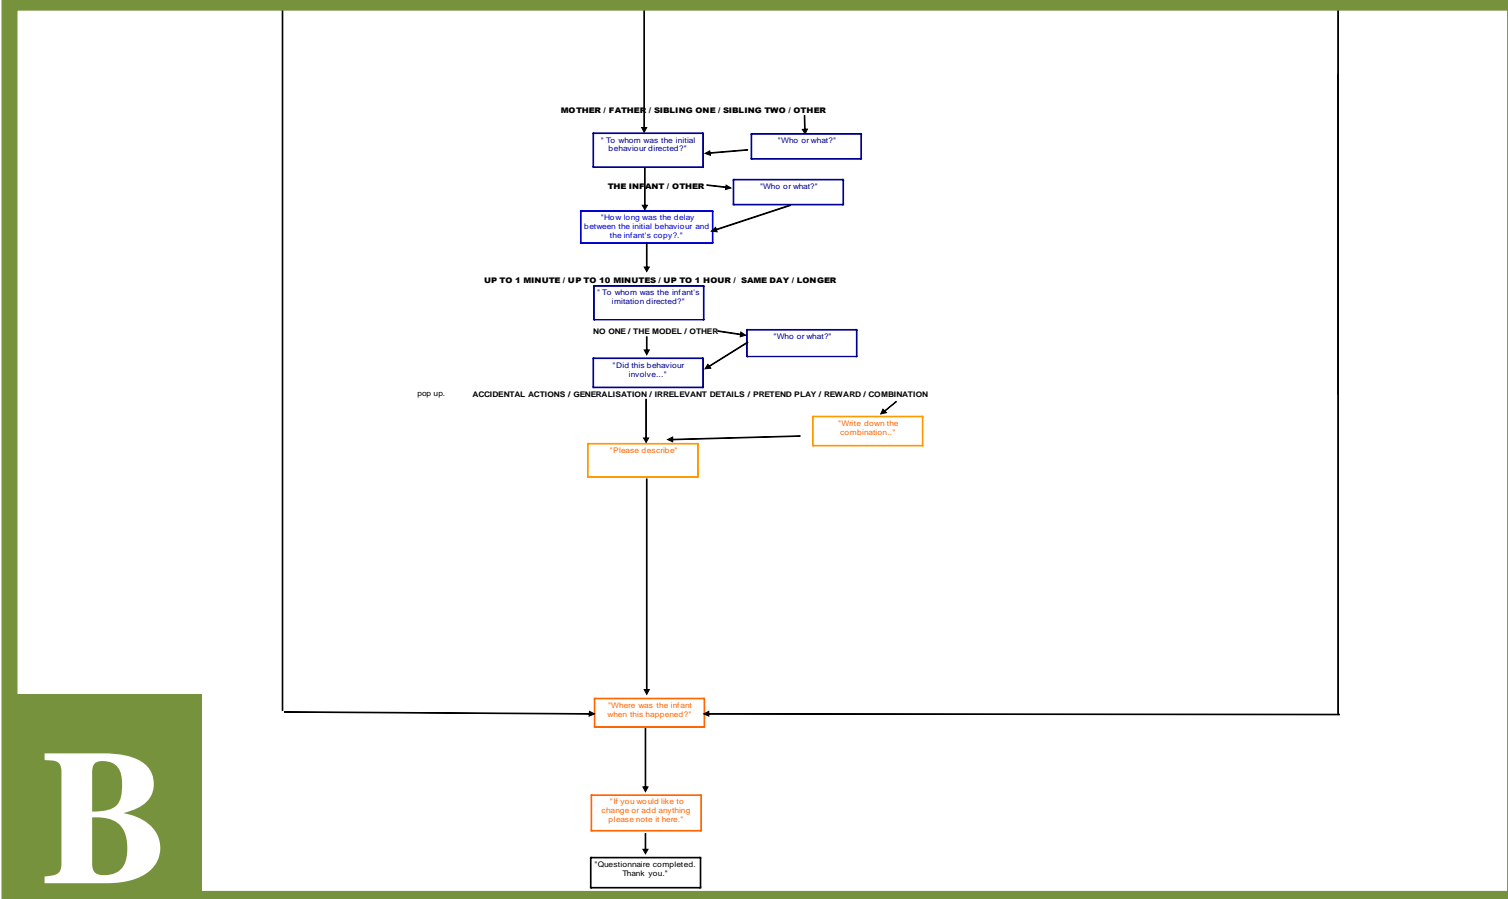 MOTHER / FATHER / SIBLING ONE / SIBLING TWO / OTHER
" To whom was the initial
behaviour directed?"
"Who or what?"
THE INFANT / OTHER
"Who or what?"
"How long was the delay
between the initial behaviour and
the infant's copy?."
UP TO 1 MINUTE / UP TO 10 MINUTES / UP TO 1 HOUR / SAME DAY / LONGER
" To whom was the infant's
imitation directed?"
NO ONE / THE MODEL / OTHER
"Who or what?"
"Did this behaviour
involve..."
pop up.
ACCIDENTAL ACTIONS / GENERALISATION / IRRELEVANT DETAILS / PRETEND PLAY / REWARD / COMBINATION
"Write down the
combination.."
"Please describe"
"Where was the infant
when this happened?"
"If you would like to
change or add anything
please note it here."
"Questionnaire completed.
Thank you."
B